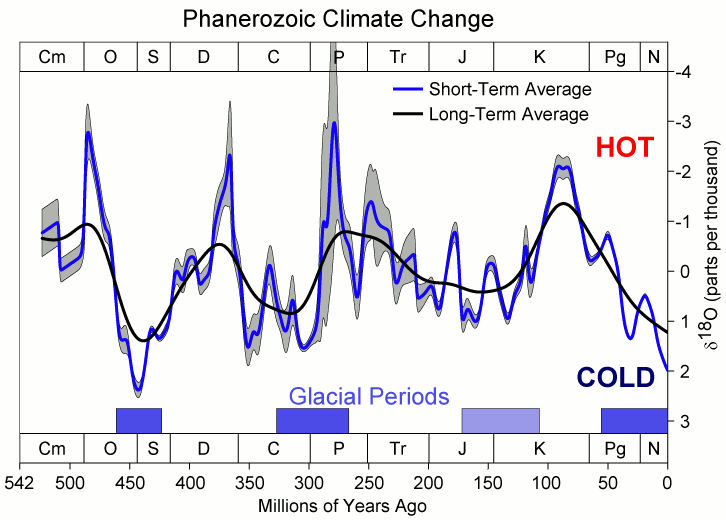 Phanerozoic Climate Change
Cm O S D C P Tr J K Pg N
Short-Term Average
Long-Term Average
HOT
-4
-3
-2
-1
0
1
2
3
δ18O (parts per thousand)
COLD
Glacial Periods
Cm O S D C P Tr J K Pg N
542 500 450 400 350 300 250 200 150 100 50 0
Millions of Years Ago